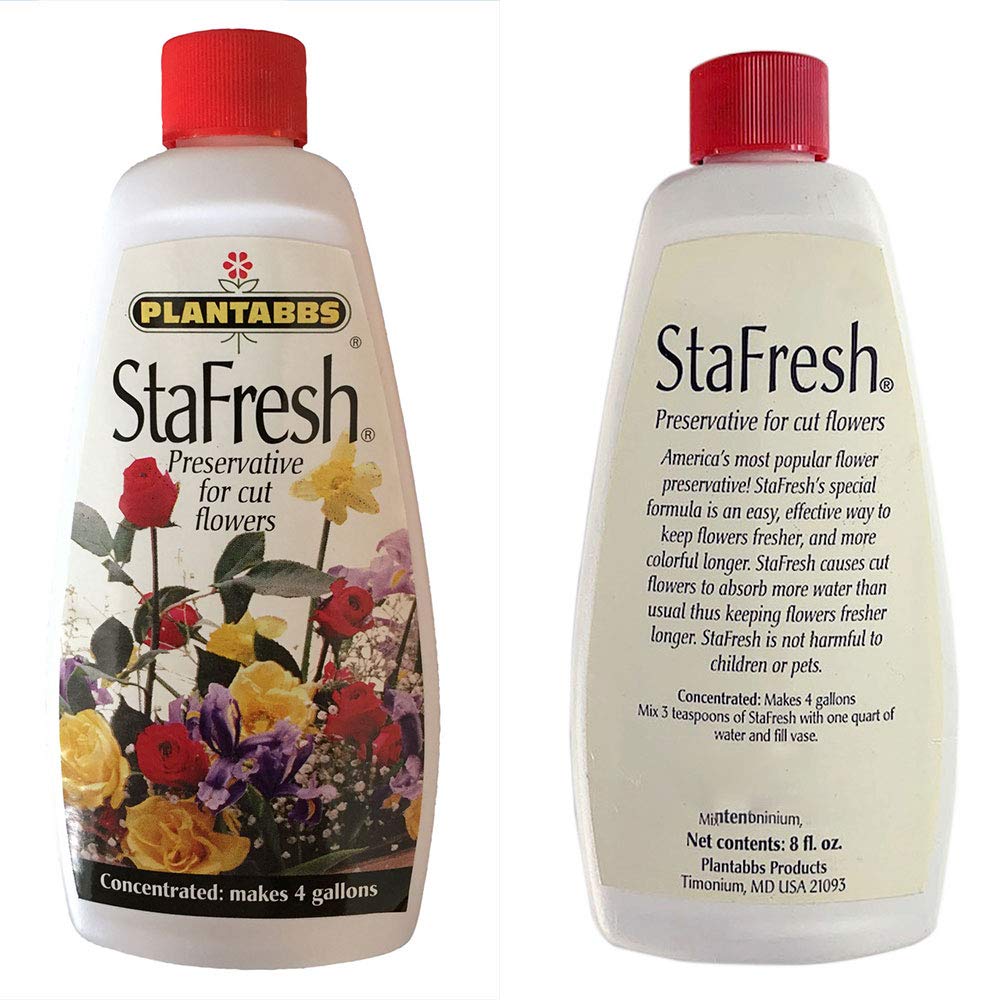 PLANTABBS
®
StaFresh®
Preservative
for cut
flowers
Concentrated: makes 4 gallons
StaFresh®
Preservative for cut flowers
America's most popular flower
preservative! StaFresh's special
formula is an easy, effective way to
keep flowers fresher, and more
colorful longer. StaFresh causes cut
flowers to absorb more water than
usual thus keeping flowers fresher
longer. StaFresh is not harmful to
children or pets.
Concentrated: Makes 4 gallons
Mix 3 teaspoons of StaFresh with one quart of
water and fill vase.
Net contents: 8 fl. oz.
Plantabbs Products
Timonium, MD USA 21093